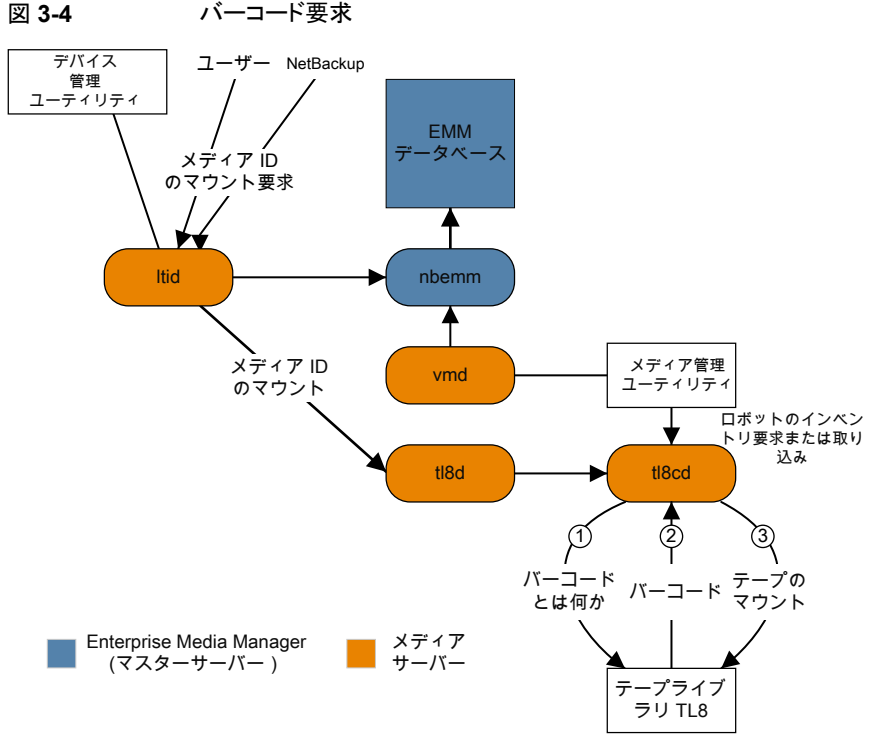 図 3-4 バーコード要求
デバイス
管理
ユーティリティ
ユーザー
NetBackup
メディア ID
のマウント要求
EMM
データベース
ltid
nbemm
メディア ID
のマウント
vmd
メディア管理
ユーティリティ
ロボットのインベン
トリ要求または取り
込み
tl8d
tl8cd
1
2
3
バーコード
とは何か
バーコード
テープの
マウント
Enterprise Media Manager
(マスターサーバー )
メディア
サーバー
テープライブ
ラリ TL8